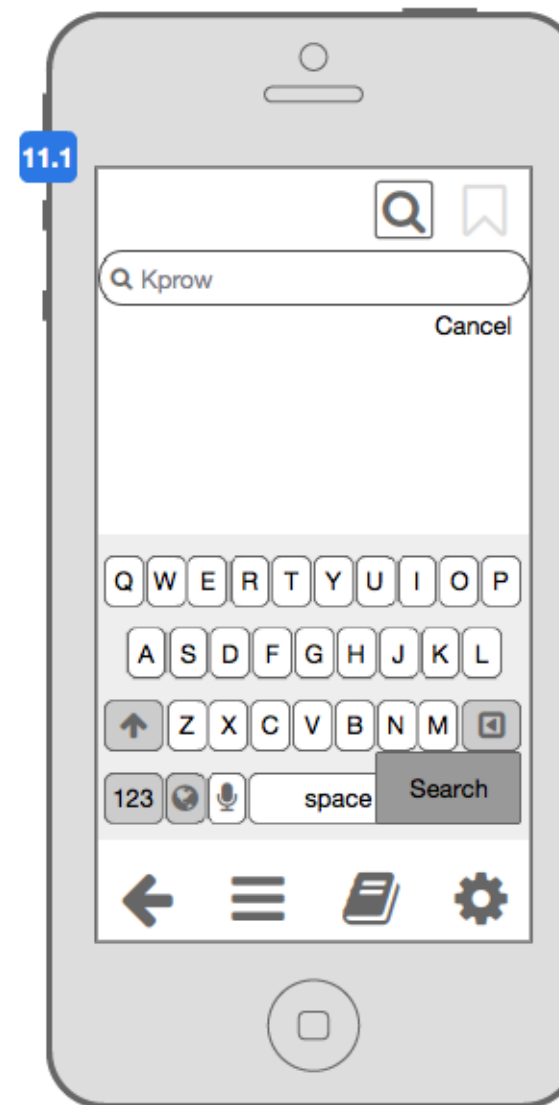 11.1
Kprow
Cancel
Q W E R T Y U I O P
A S D F G H J K L
Z X C V B N M
123 space Search